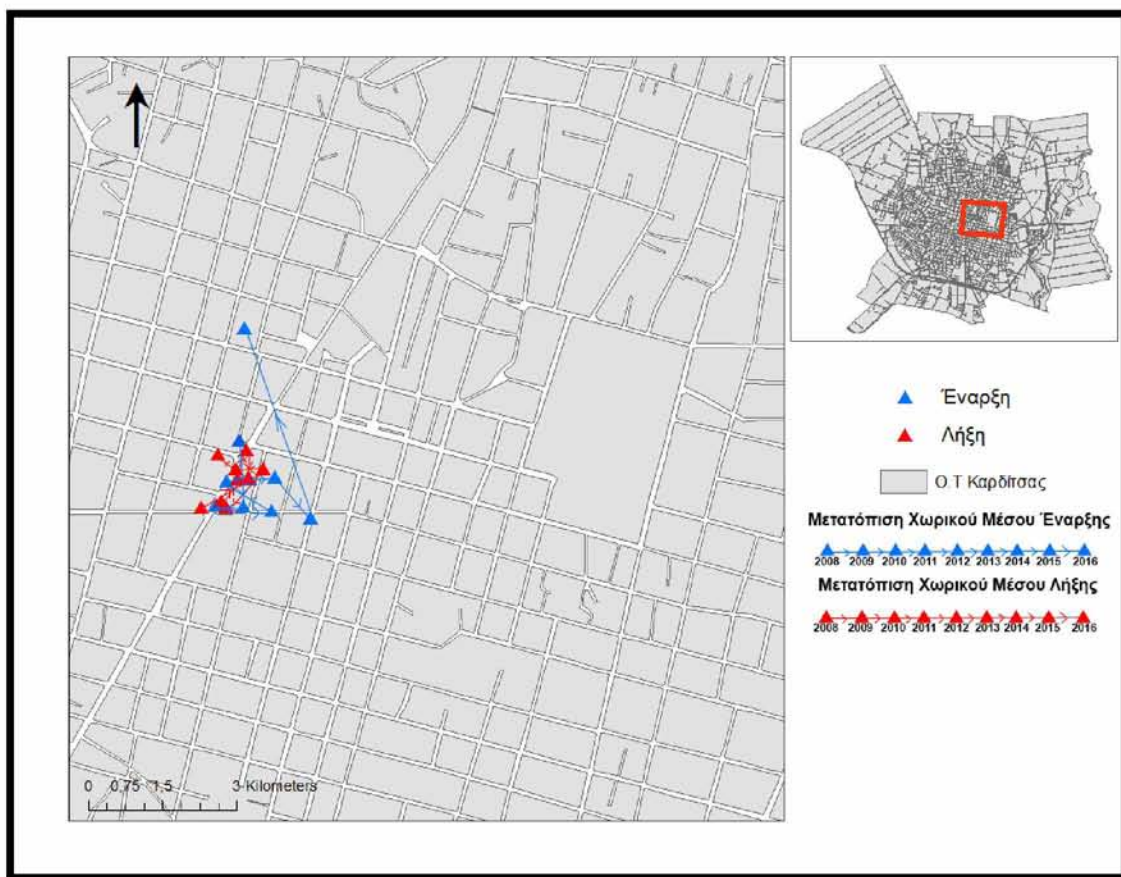 Έναρξη
Λήξη
Ο.Τ Καρδίτσας
Μετατόπιση Χωρικού Μέσου Έναρξης
2008 2009 2010 2011 2012 2013 2014 2015 2016
Μετατόπιση Χωρικού Μέσου Λήξης
2008 2009 2010 2011 2012 2013 2014 2015 2016
0 0.75 1.5 3 Kilometers